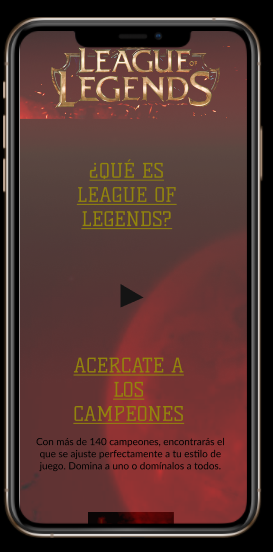 LEAGUE OF
LEGENDS
¿QUÉ ES
LEAGUE OF
LEGENDS?
ACERCATE A
LOS
CAMPEONES
Con más de 140 campeones, encontrarás el
que se ajuste perfectamente a tu estilo de
juego. Domina a uno o domínalos a todos.